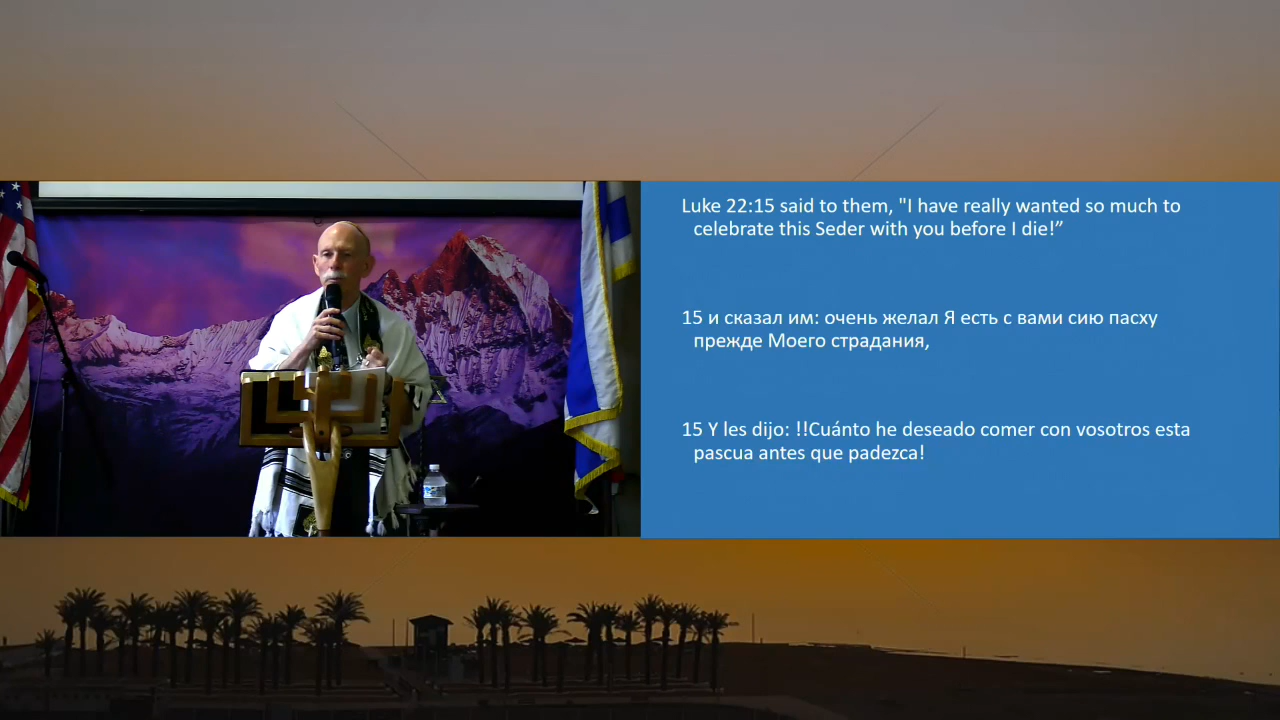 Luke 22:15 said to them, "I have really wanted so much to
celebrate this Seder with you before I die!”
15 и сказал им: очень желал Я есть с вами сию пасху
прежде Моего страдания,
15 Y les dijo: !!Cuánto he deseado comer con vosotros esta
pascua antes que padezca!